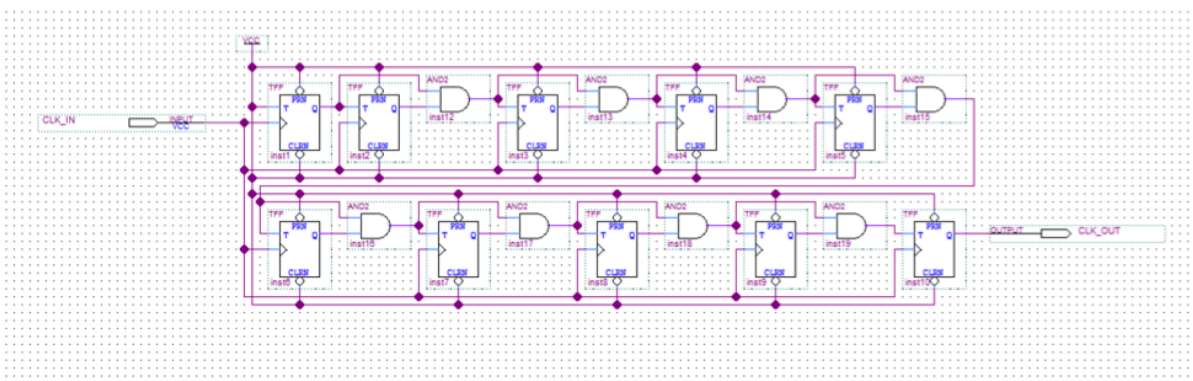 VCC
TFF TFF AND2 TFF AND2 TFF AND2 TFF AND2
PRN PRN PRN PRN PRN
T Q T Q T Q T Q T Q
CLK_IN INPUT
VCC
inst12 inst13 inst14 inst15
CLRN CLRN CLRN CLRN CLRN
inst1 inst2 inst3 inst4 inst5
TFF AND2 TFF AND2 TFF AND2 TFF AND2 TFF
PRN PRN PRN PRN PRN
T Q T Q T Q T Q T Q
OUTPUT CLK_OUT
inst16 inst17 inst18 inst19
CLRN CLRN CLRN CLRN CLRN
inst6 inst7 inst8 inst9 inst10